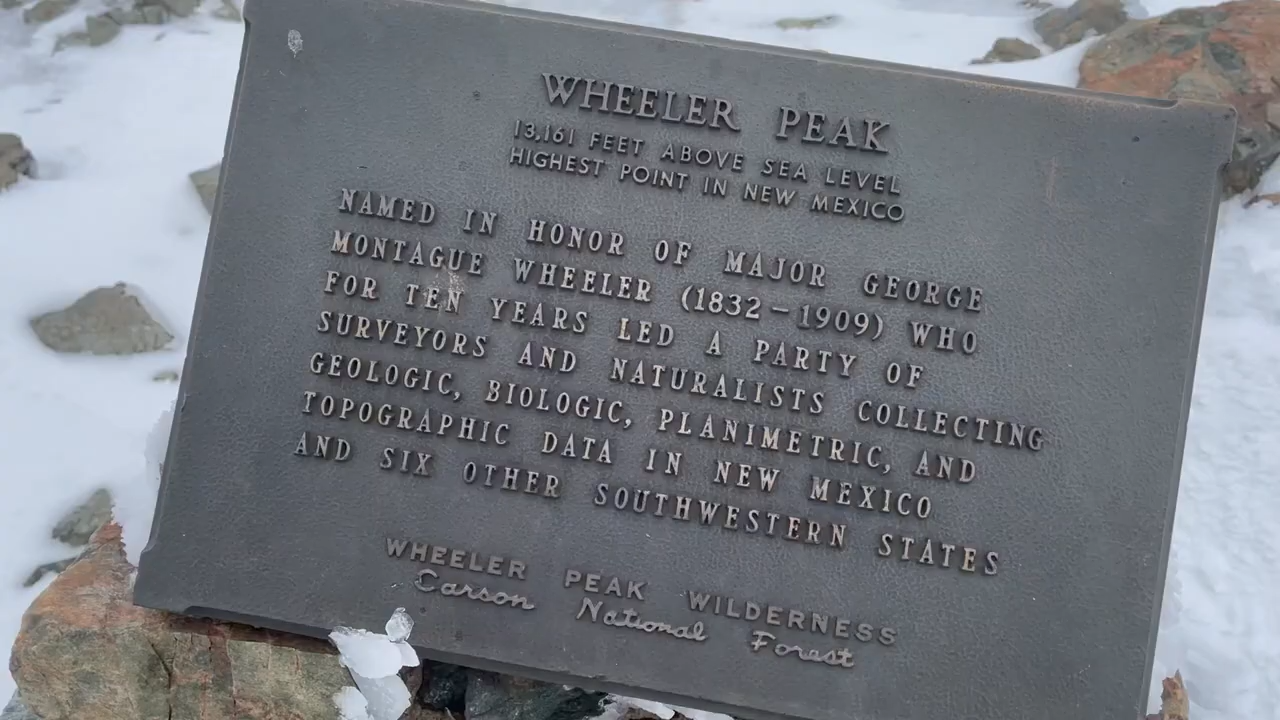 WHEELER PEAK
13,161 FEET ABOVE SEA LEVEL
HIGHEST POINT IN NEW MEXICO
NAMED IN HONOR OF MAJOR GEORGE
MONTAGUE WHEELER (1832-1909) WHO
FOR TEN YEARS LED A PARTY OF
SURVEYORS AND NATURALISTS COLLECTING
GEOLOGIC, BIOLOGIC, PLANIMETRIC, AND
TOPOGRAPHIC DATA IN NEW MEXICO
AND SIX OTHER SOUTHWESTERN STATES
WHEELER PEAK WILDERNESS
Carson National Forest